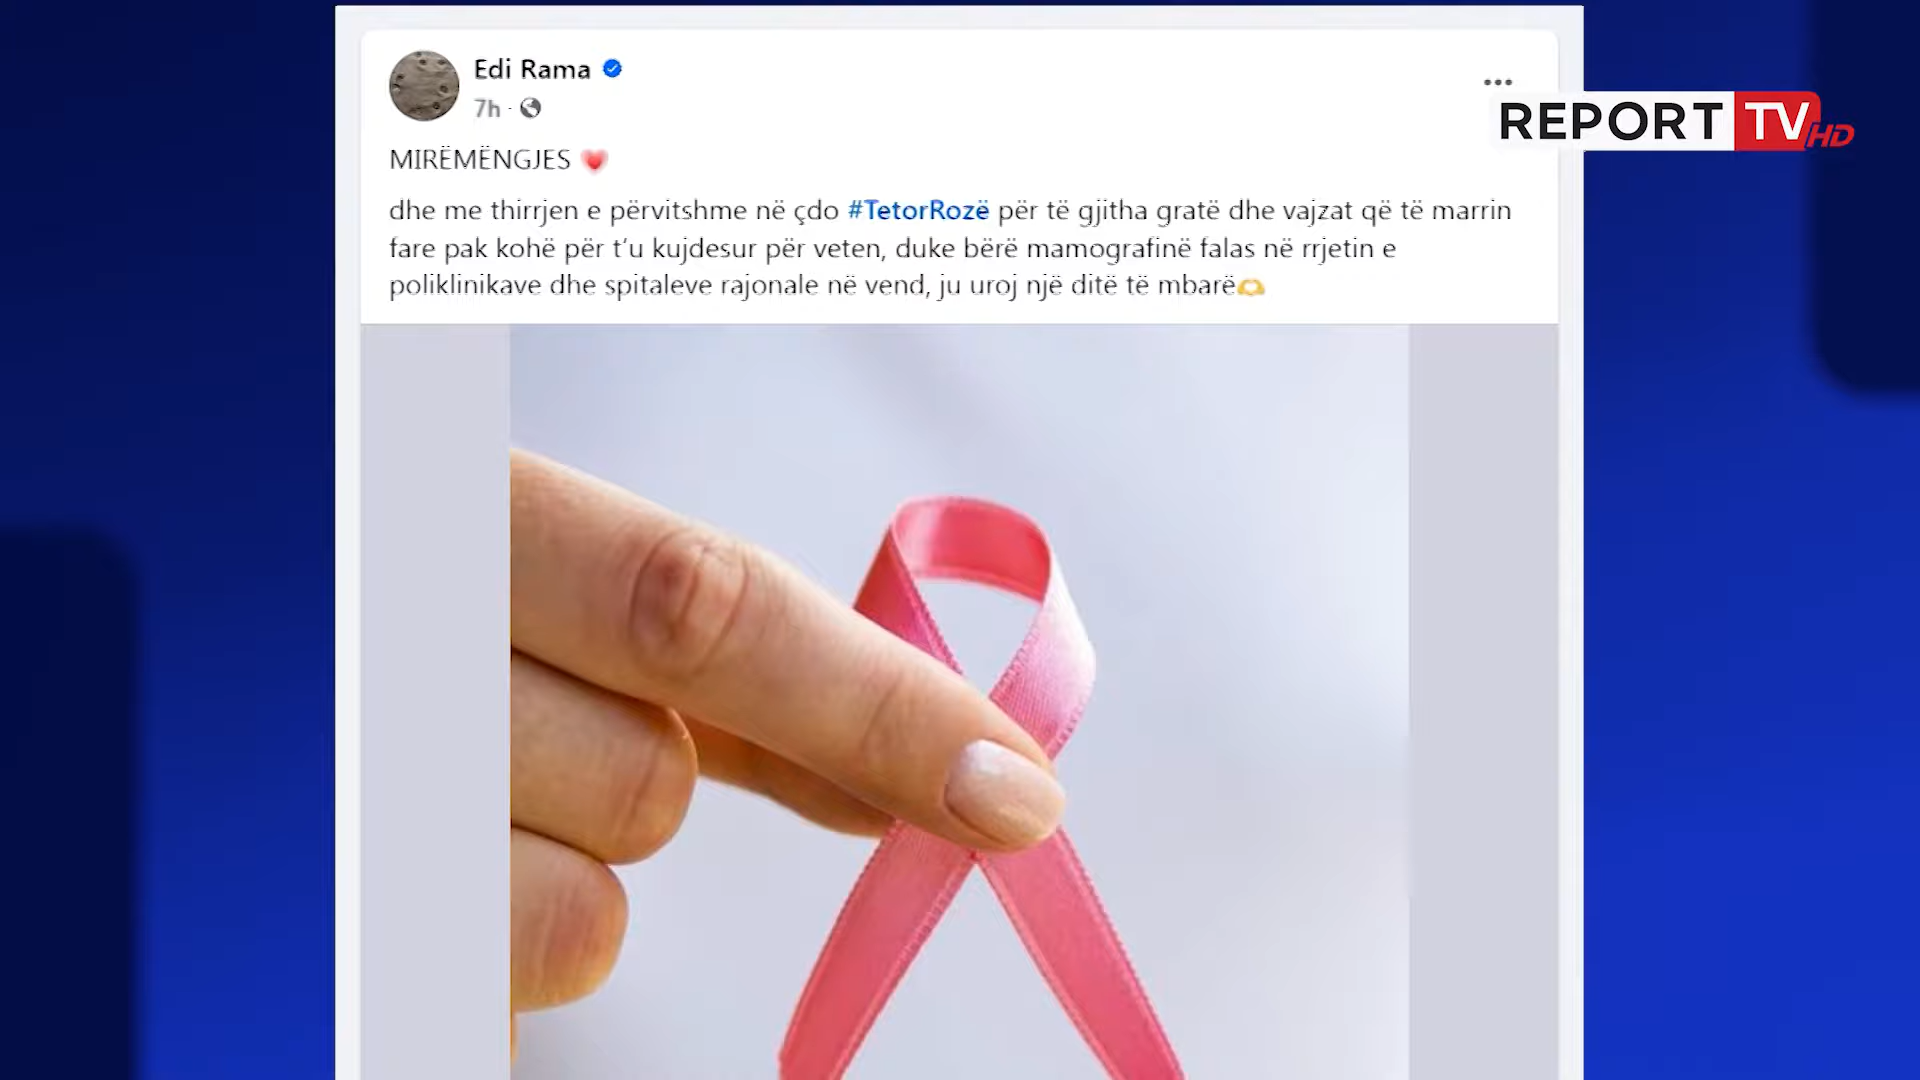 Edi Rama
7h ·
REPORT TV HD
MIRËMËNGJES ❤️
dhe me thirrjen e përvitshme në çdo #TetorRozë për të gjitha gratë dhe vajzat që të marrin
fare pak kohë për t'u kujdesur për veten, duke bërë mamografinë falas në rrjetin e
poliklinikave dhe spitaleve rajonale në vend, ju uroj një ditë të mbarë🫶